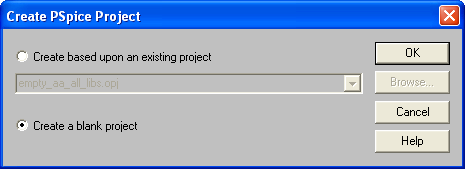 Create PSpice Project
Create based upon an existing project
OK
empty_aa_all_libs.opj
Browse...
Cancel
Create a blank project
Help